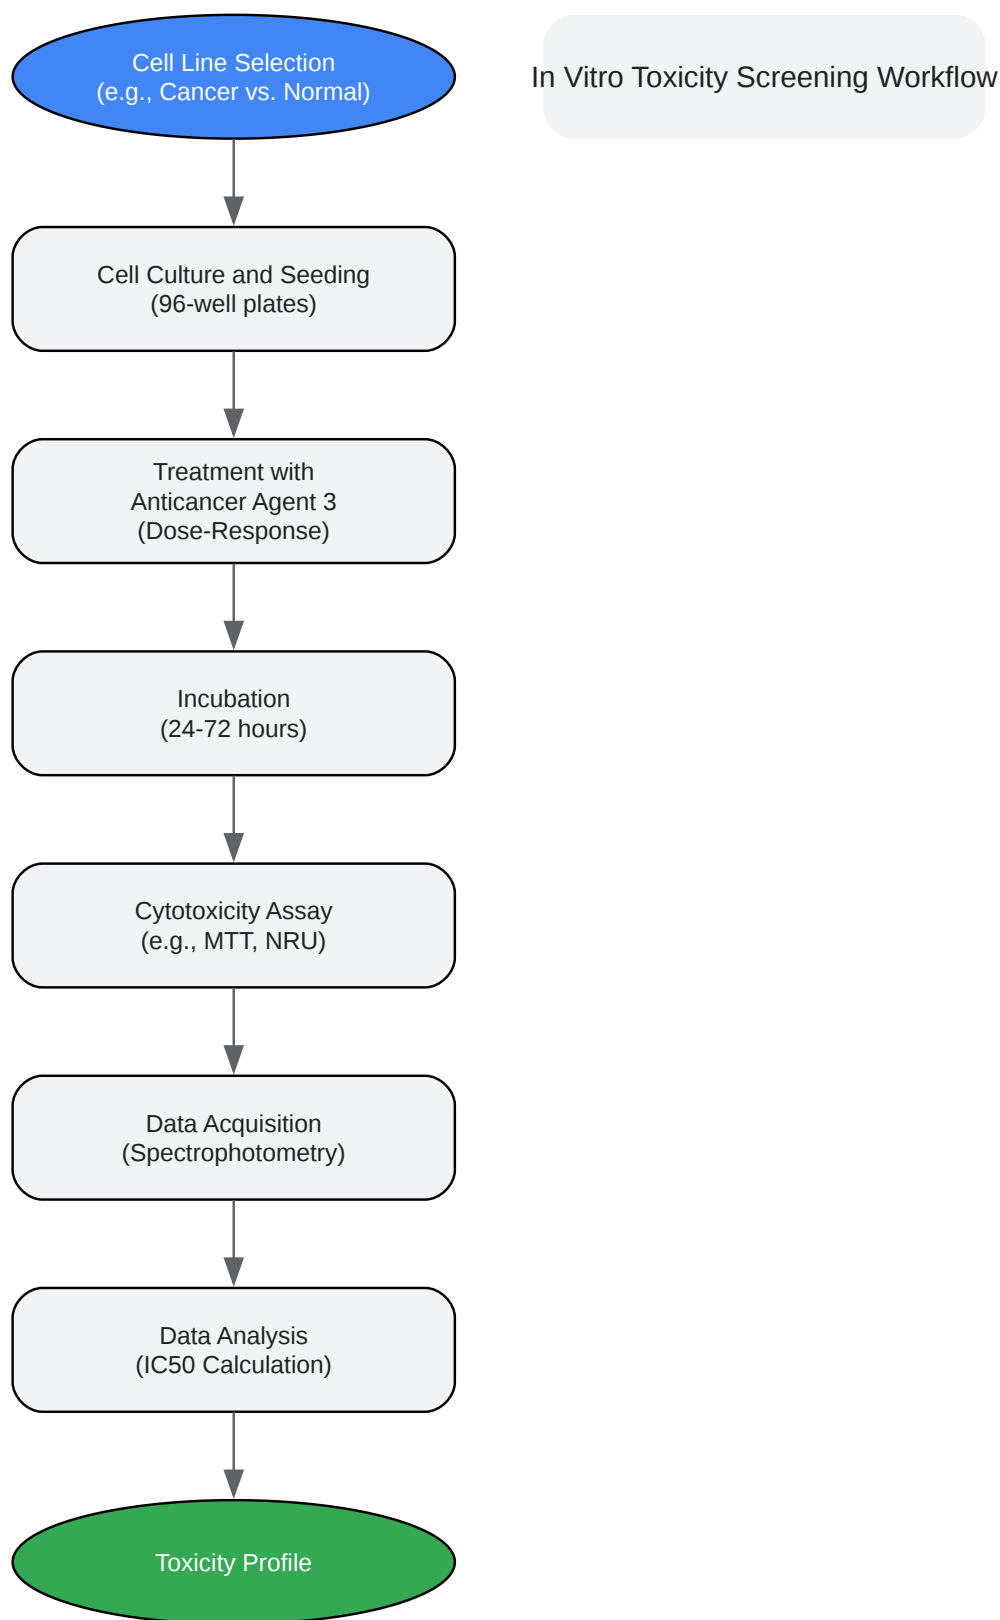 Cell Line Selection
(e.g., Cancer vs. Normal)
In Vitro Toxicity Screening Workflow
Cell Culture and Seeding
(96-well plates)
Treatment with
Anticancer Agent 3
(Dose-Response)
Incubation
(24-72 hours)
Cytotoxicity Assay
(e.g., MTT, NRU)
Data Acquisition
(Spectrophotometry)
Data Analysis
(IC50 Calculation)
Toxicity Profile